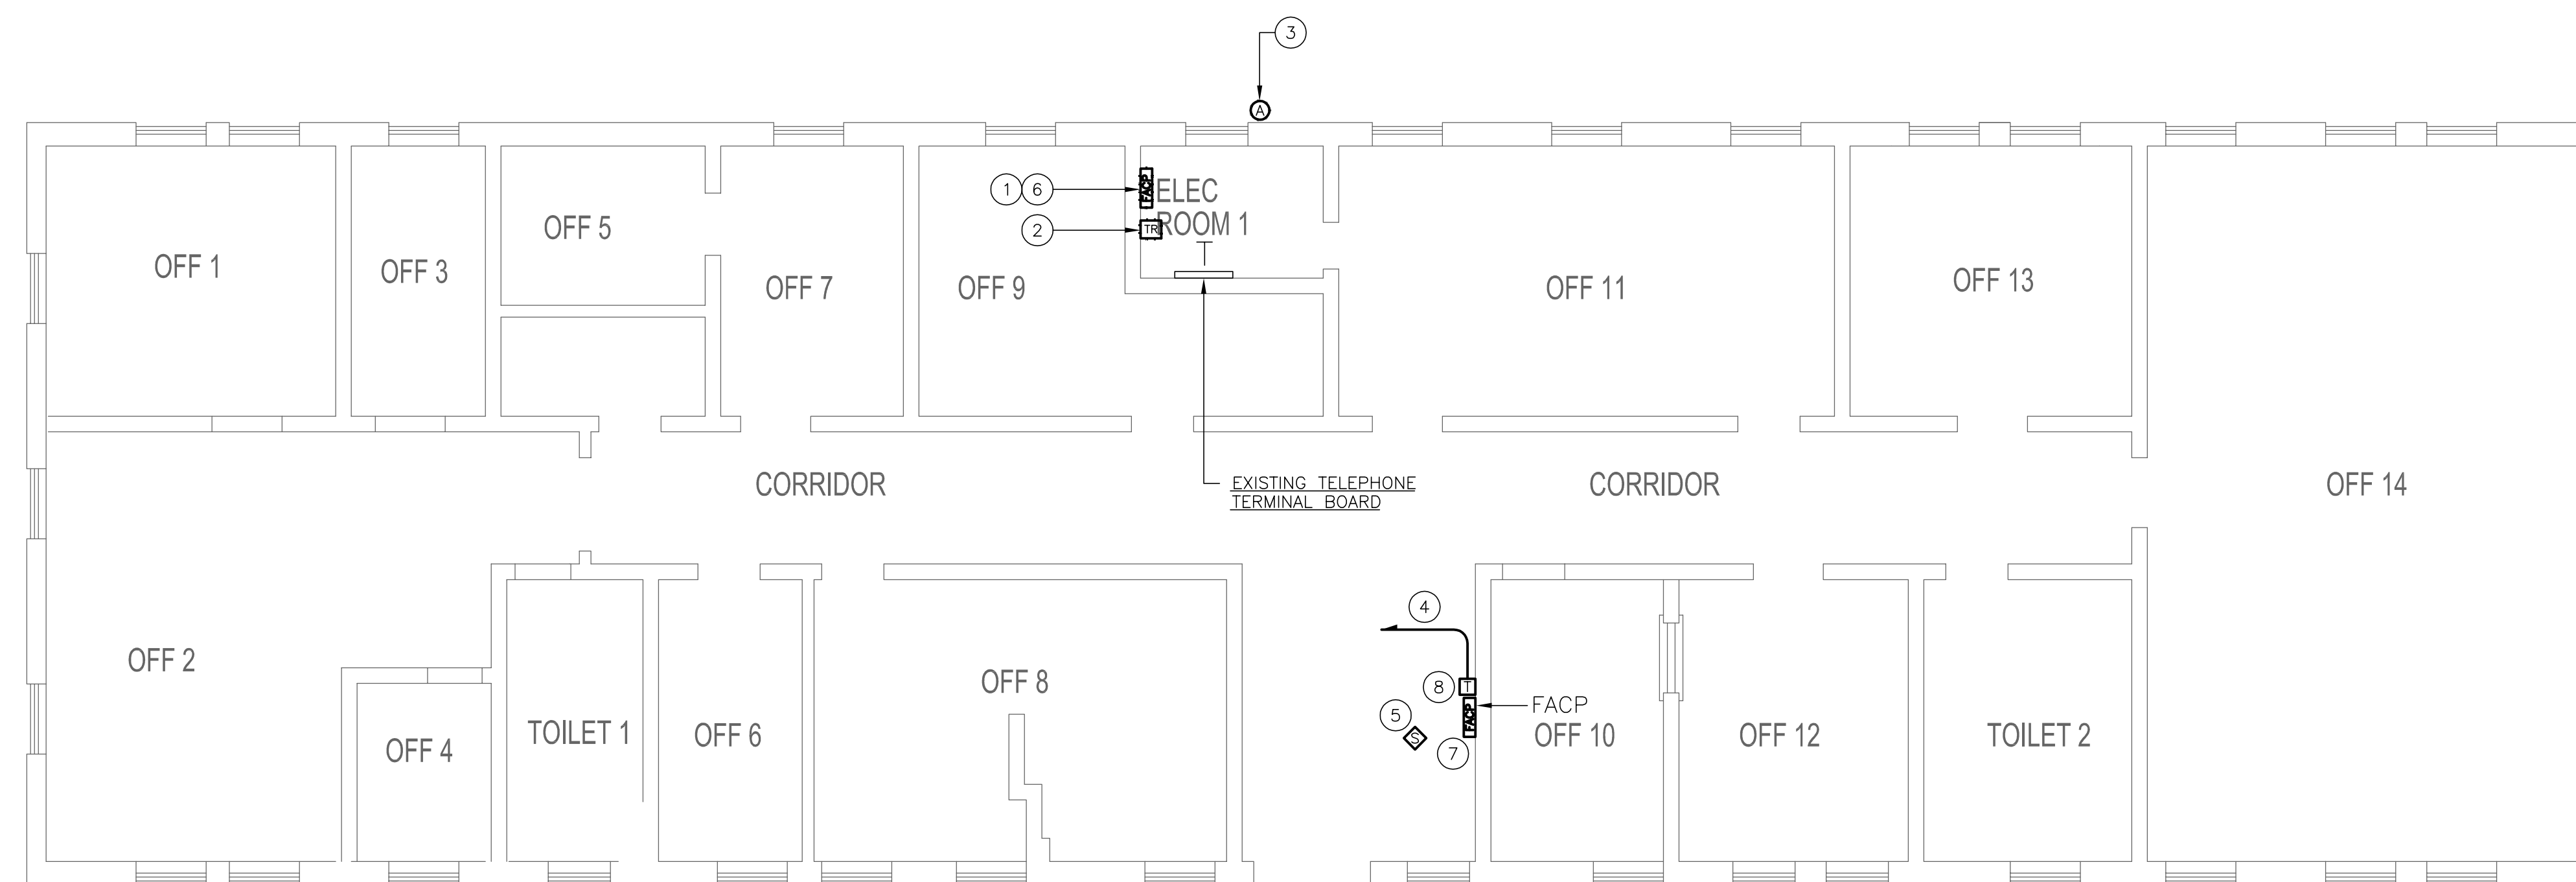 3
A
1 6
FACP
ELEC
ROOM 1
2
TR
T
OFF 5
OFF 1
OFF 3
OFF 7
OFF 9
OFF 11
OFF 13
CORRIDOR
EXISTING TELEPHONE
TERMINAL BOARD
CORRIDOR
OFF 14
4
OFF 2
OFF 8
8
T
FACP
FACP
5
S
7
OFF 4
TOILET 1
OFF 6
OFF 10
OFF 12
TOILET 2